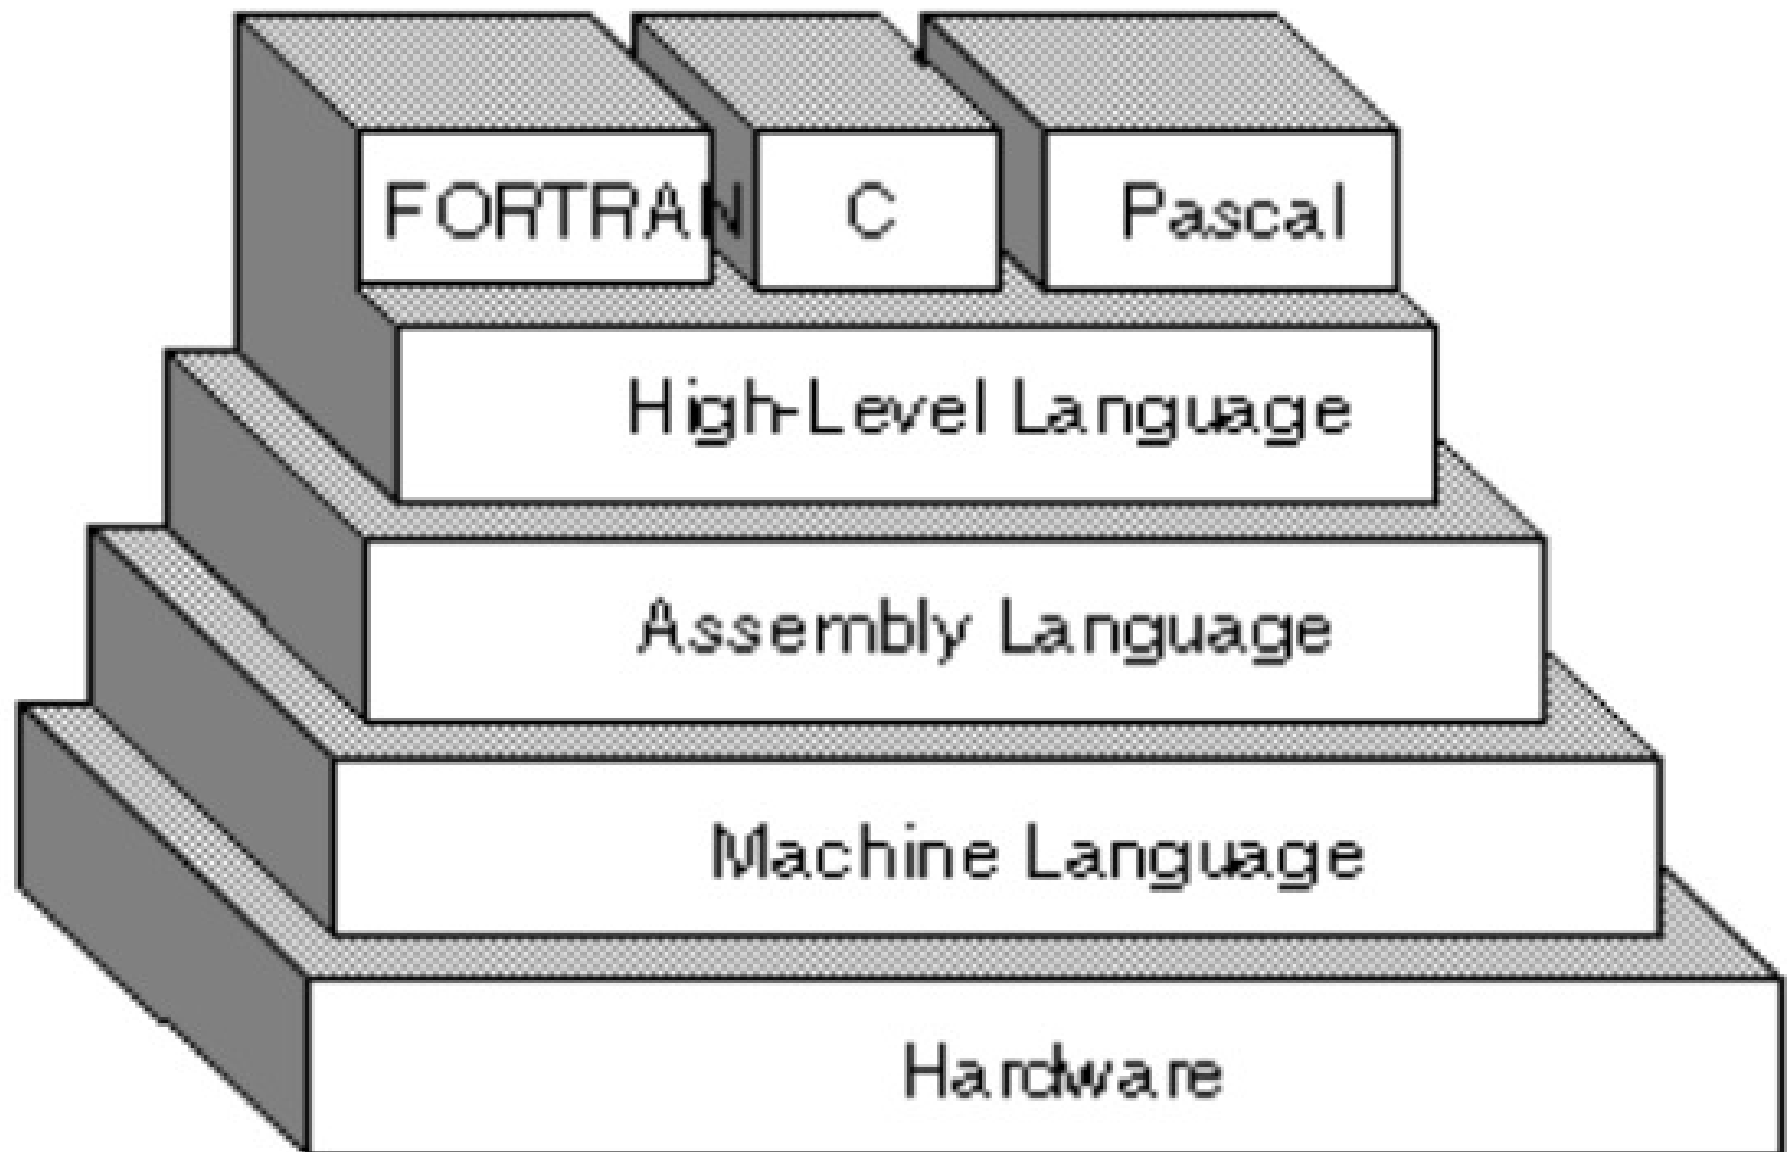 FORTRAN C Pascal
High-Level Language
Assembly Language
Machine Language
Hardware